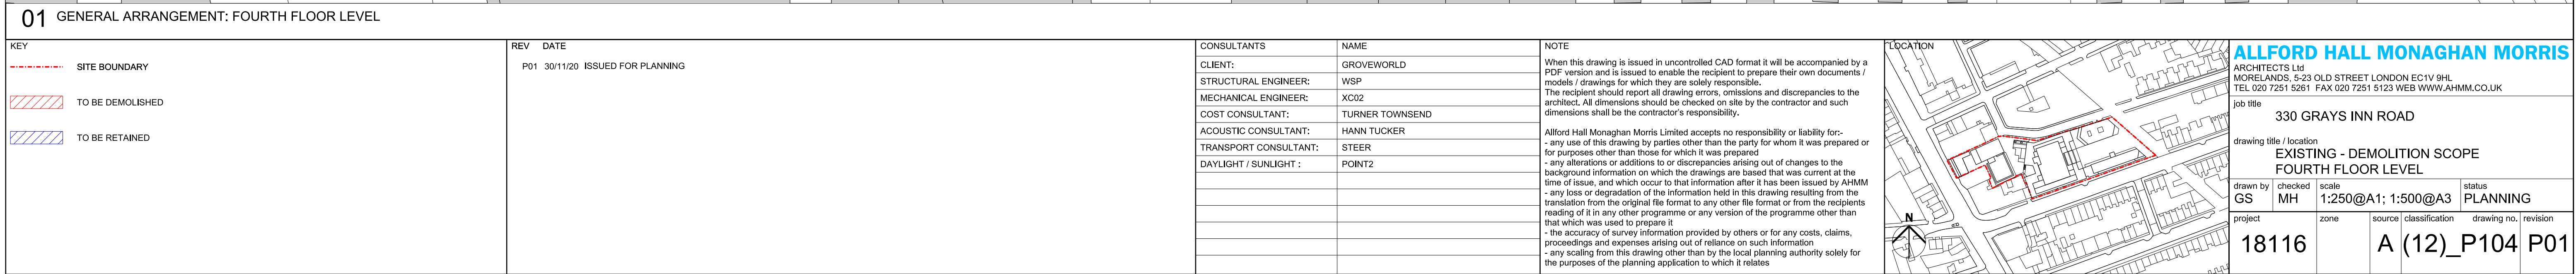 01 GENERAL ARRANGEMENT: FOURTH FLOOR LEVEL
KEY
SITE BOUNDARY
TO BE DEMOLISHED
TO BE RETAINED
REV DATE
P01 30/11/20 ISSUED FOR PLANNING
CONSULTANTS NAME
CLIENT: GROVEWORLD
STRUCTURAL ENGINEER: WSP
MECHANICAL ENGINEER: XC02
COST CONSULTANT: TURNER TOWNSEND
ACOUSTIC CONSULTANT: HANN TUCKER
TRANSPORT CONSULTANT: STEER
DAYLIGHT / SUNLIGHT : POINT2
NOTE
When this drawing is issued in uncontrolled CAD format it will be accompanied by a
PDF version and is issued to enable the recipient to prepare their own documents /
models / drawings for which they are solely responsible.
The recipient should report all drawing errors, omissions and discrepancies to the
architect. All dimensions should be checked on site by the contractor and such
dimensions shall be the contractor's responsibility.
Allford Hall Monaghan Morris Limited accepts no responsibility or liability for:-
- any use of this drawing by parties other than the party for whom it was prepared or
for purposes other than those for which it was prepared
- any alterations or additions to or discrepancies arising out of changes to the
background information on which the drawings are based that was current at the
time of issue, and which occur to that information after it has been issued by AHMM
- any loss or degradation of the information held in this drawing resulting from the
translation from the original file format to any other file format or from the recipients
reading of it in any other programme or any version of the programme other than
that which was used to prepare it
- the accuracy of survey information provided by others or for any costs, claims,
proceedings and expenses arising out of reliance on such information
- any scaling from this drawing other than by the local planning authority solely for
the purposes of the planning application to which it relates
LOCATION
N
ALLFORD HALL MONAGHAN MORRIS
ARCHITECTS Ltd
MORELANDS, 5-23 OLD STREET LONDON EC1V 9HL
TEL 020 7251 5261 FAX 020 7251 5123 WEB WWW.AHMM.CO.UK
job title
330 GRAYS INN ROAD
drawing title / location
EXISTING - DEMOLITION SCOPE
FOURTH FLOOR LEVEL
drawn by checked scale status
GS MH 1:250@A1; 1:500@A3 PLANNING
project zone source classification drawing no. revision
18116 A (12)_P104 P01